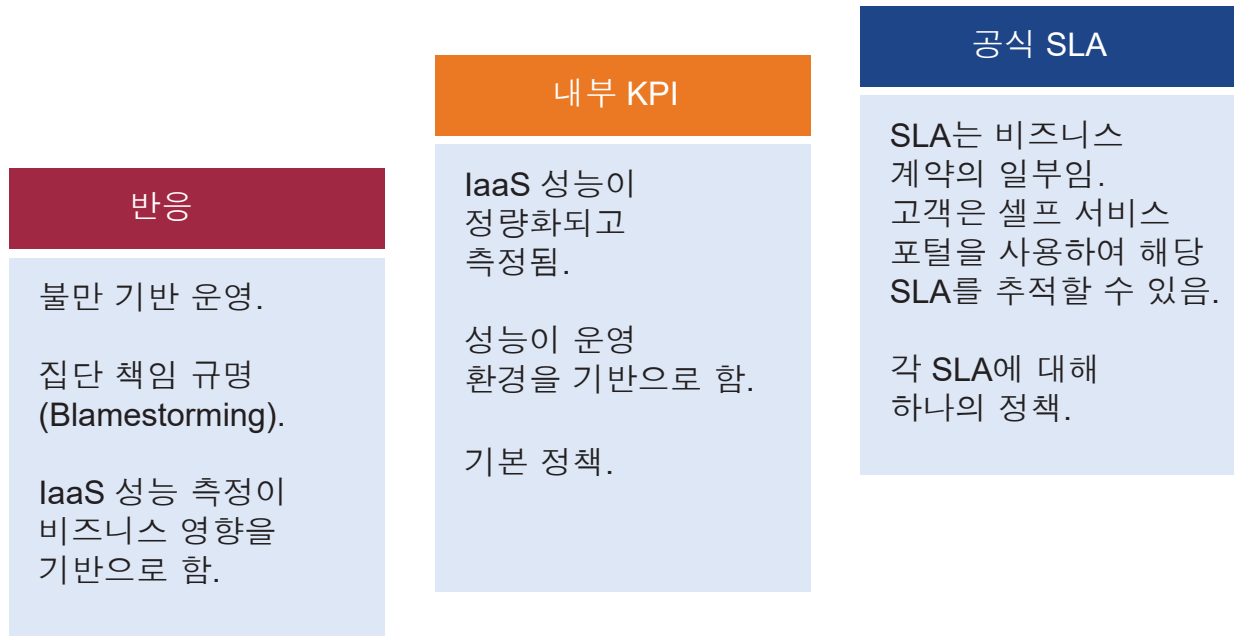 반응
불만 기반 운영.
집단 책임 규명
(Blamestorming).
IaaS 성능 측정이
비즈니스 영향을
기반으로 함.
내부 KPI
IaaS 성능이
정량화되고
측정됨.
성능이 운영
환경을 기반으로 함.
기본 정책.
공식 SLA
SLA는 비즈니스
계약의 일부임.
고객은 셀프 서비스
포털을 사용하여 해당
SLA를 추적할 수 있음.
각 SLA에 대해
하나의 정책.